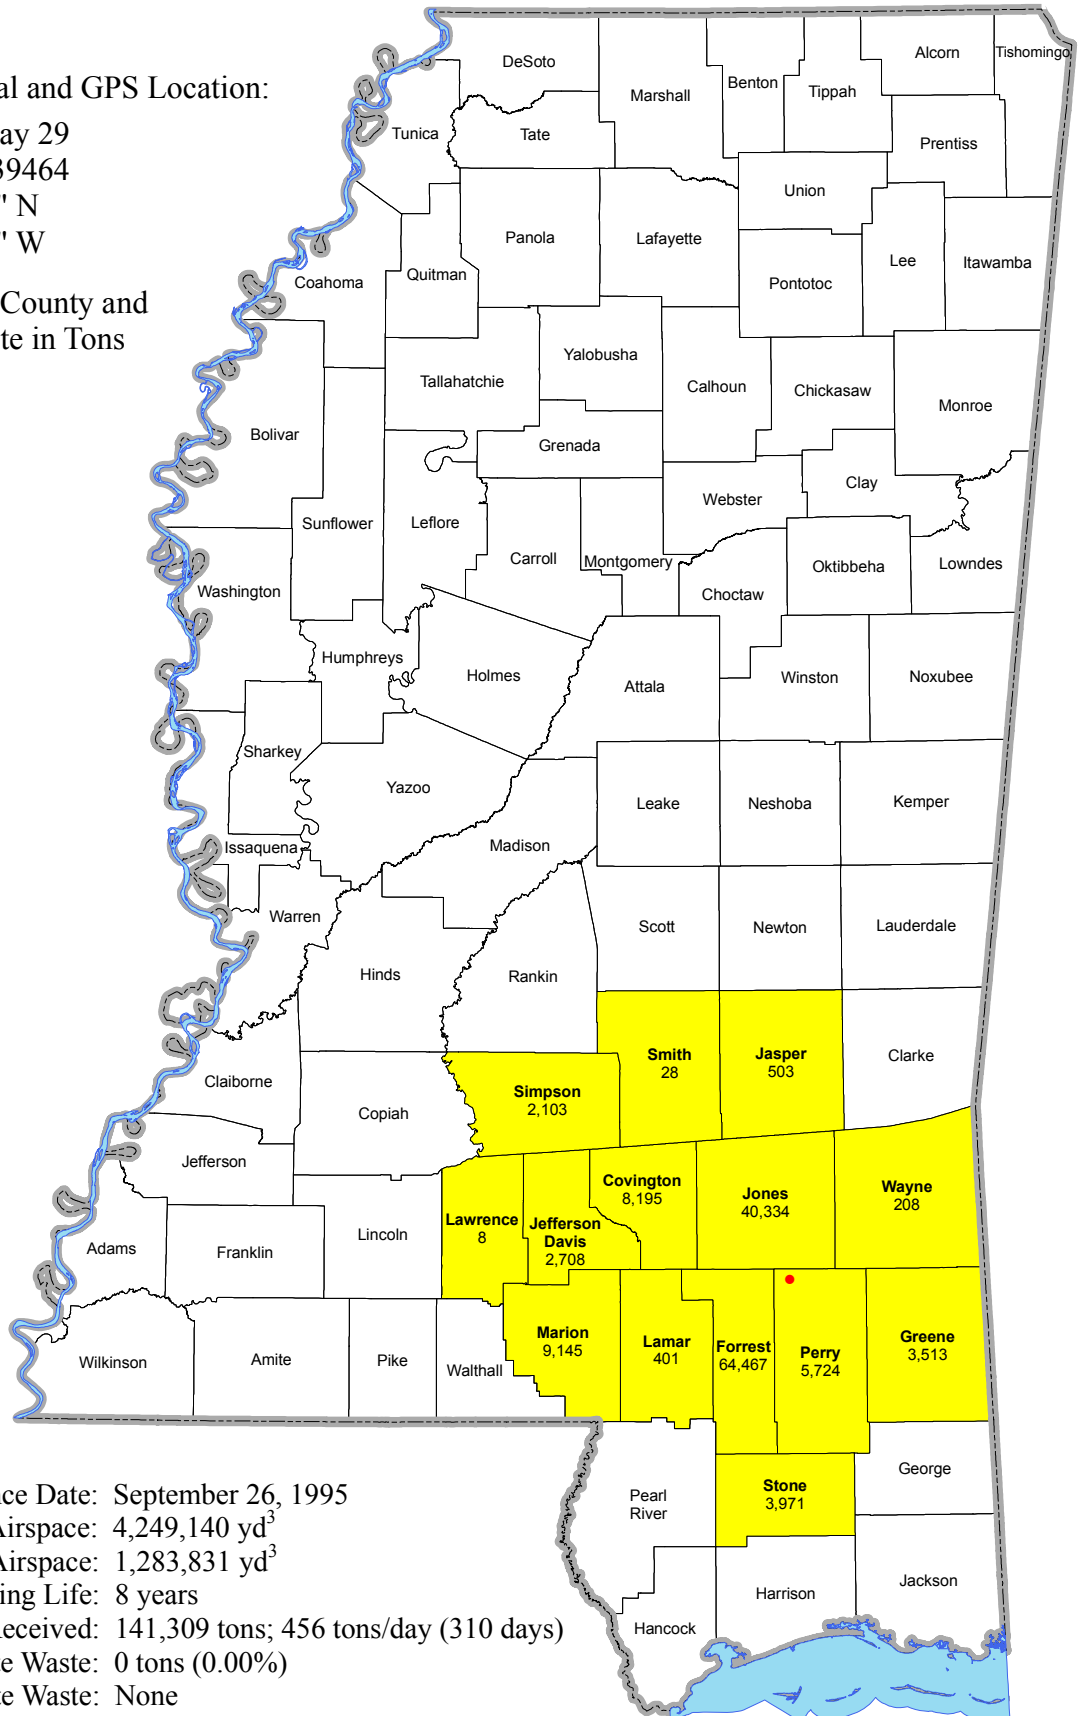 al and GPS Location:
ay 29
39464
" N
" W
County and
te in Tons
DeSoto
Marshall
Benton
Tippah
Alcorn
Tishomingo
Tunica
Tate
Prentiss
Union
Panola
Lafayette
Pontotoc
Lee
Itawamba
Coahoma
Quitman
Yalobusha
Tallahatchie
Calhoun
Chickasaw
Monroe
Bolivar
Grenada
Clay
Webster
Sunflower
Leflore
Carroll
Montgomery
Oktibbeha
Lowndes
Washington
Choctaw
Humphreys
Holmes
Attala
Winston
Noxubee
Sharkey
Yazoo
Leake
Neshoba
Kemper
Issaquena
Madison
Warren
Scott
Newton
Lauderdale
Hinds
Rankin
Smith
28
Jasper
503
Clarke
Claiborne
Simpson
2,103
Copiah
Jefferson
Covington
8,195
Jones
40,334
Wayne
208
Lawrence
8
Jefferson
Davis
2,708
Adams
Franklin
Lincoln
Wilkinson
Amite
Pike
Walthall
Marion
9,145
Lamar
401
Forrest
64,467
Perry
5,724
Greene
3,513
Pearl
River
Stone
3,971
George
Hancock
Harrison
Jackson
nce Date: September 26, 1995
Airspace: 4,249,140 yd³
Airspace: 1,283,831 yd³
ing Life: 8 years
eceived: 141,309 tons; 456 tons/day (310 days)
te Waste: 0 tons (0.00%)
te Waste: None